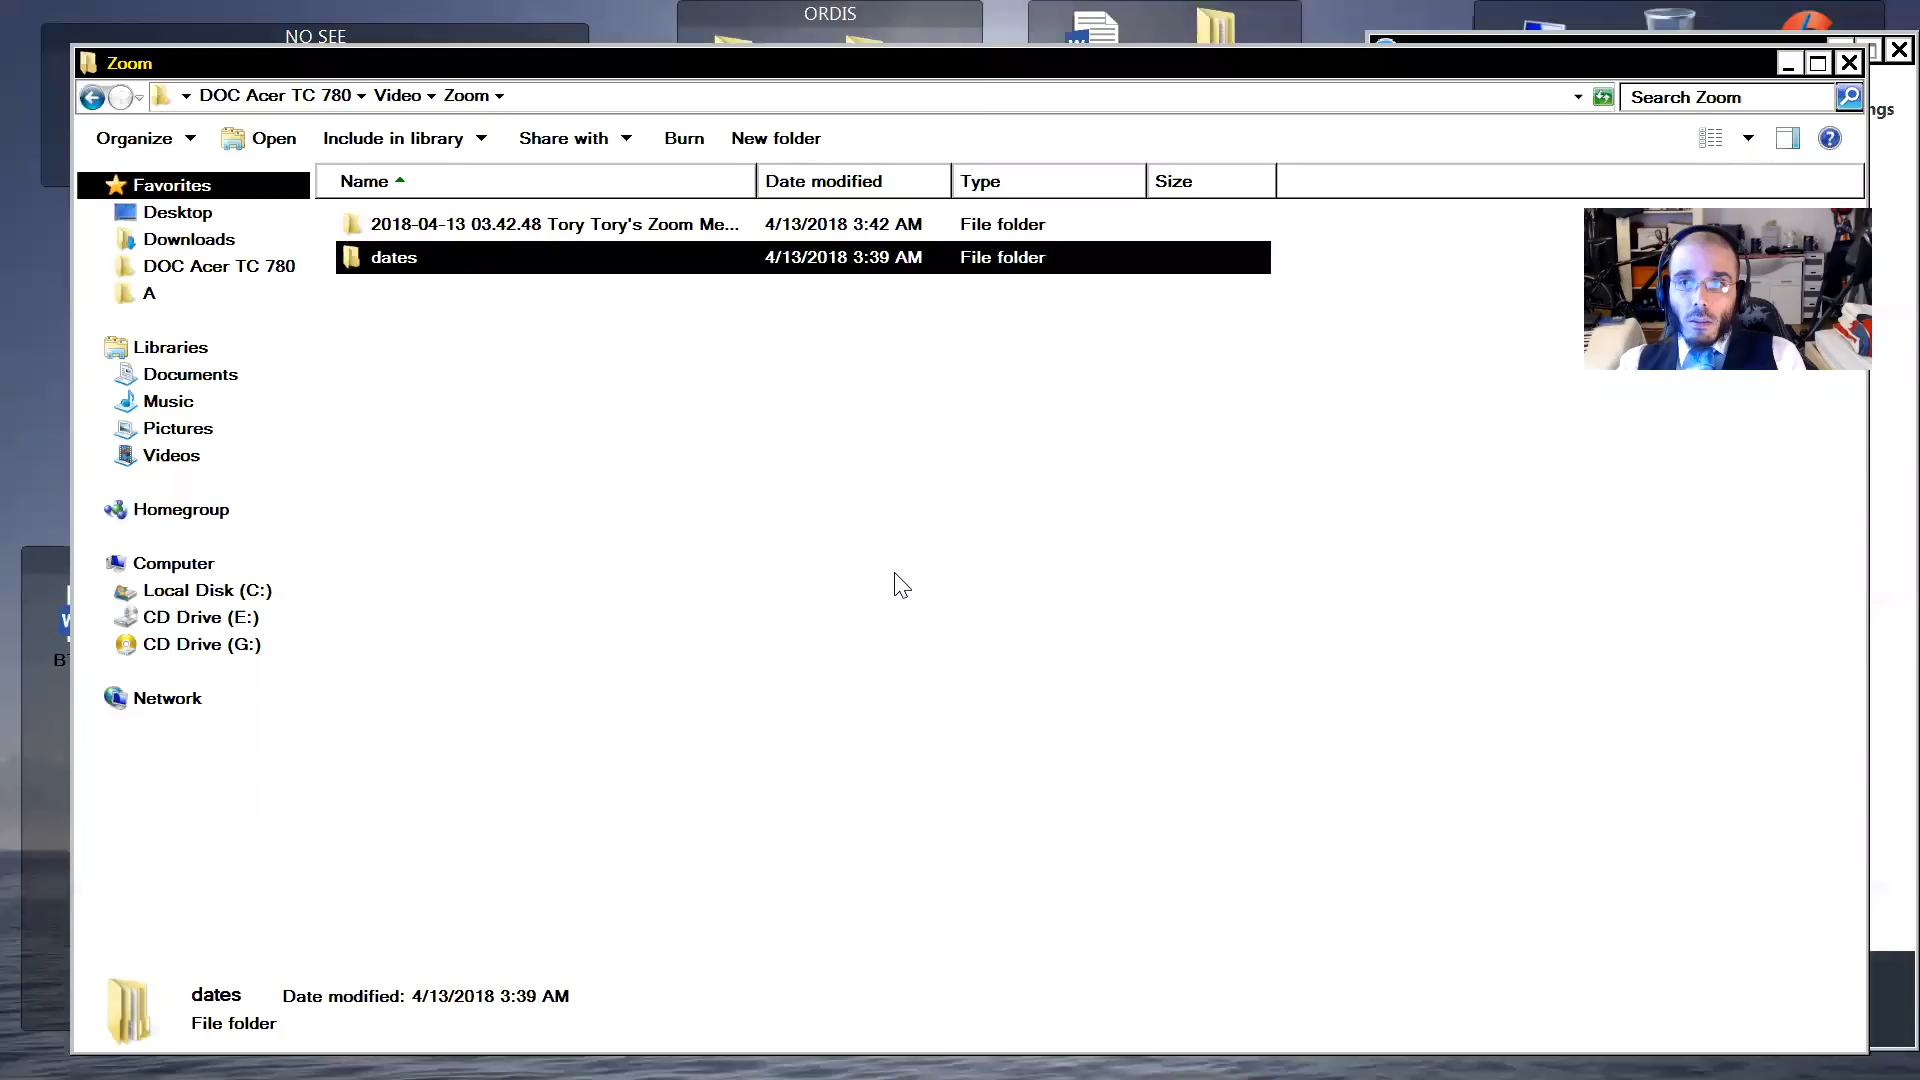 NO SEE
ORDIS
Zoom
DOC Acer TC 780 Video Zoom
Search Zoom
ngs
Organize Open Include in library Share with Burn New folder
Name Date modified Type Size
Favorites
Desktop
Downloads
DOC Acer TC 780
A
Libraries
Documents
Music
Pictures
Videos
Homegroup
Computer
Local Disk (C:)
CD Drive (E:)
CD Drive (G:)
Network
2018-04-13 03.42.48 Tory Tory's Zoom Me... 4/13/2018 3:42 AM File folder
dates 4/13/2018 3:39 AM File folder
dates Date modified: 4/13/2018 3:39 AM
File folder